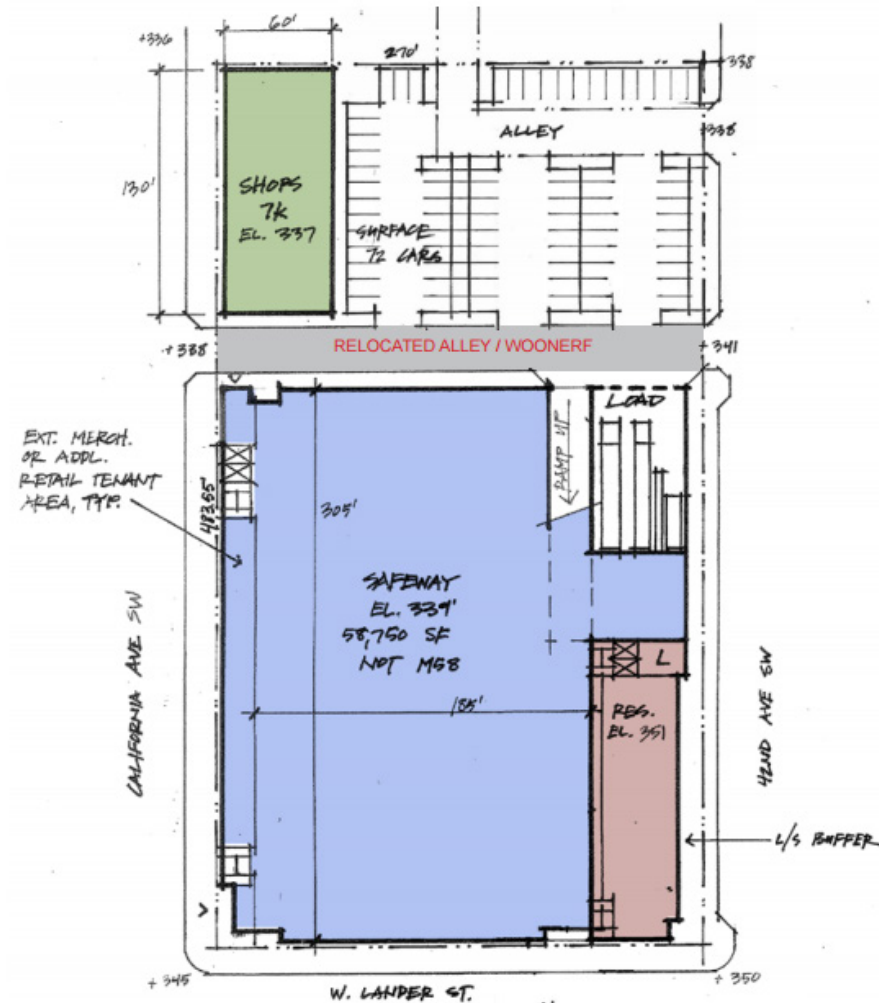 60'
+336
270'
338
ALLEY
+338
130'
SHOPS
7K
EL. 337
SURFACE
72 CARS
RELOCATED ALLEY / WOONERF
+ 338
+ 341
LOAD
RAMP UP
EXT. MERCH.
OR ADDL.
RETAIL TENANT
AREA, TYP.
483.55
305'
SAFEWAY
EL. 339'
58,750 SF
NOT M58
L
185'
RES.
EL. 351
CALIFORNIA AVE SW
42ND AVE SW
L/S BUFFER
+ 345
+ 350
W. LANDER ST.